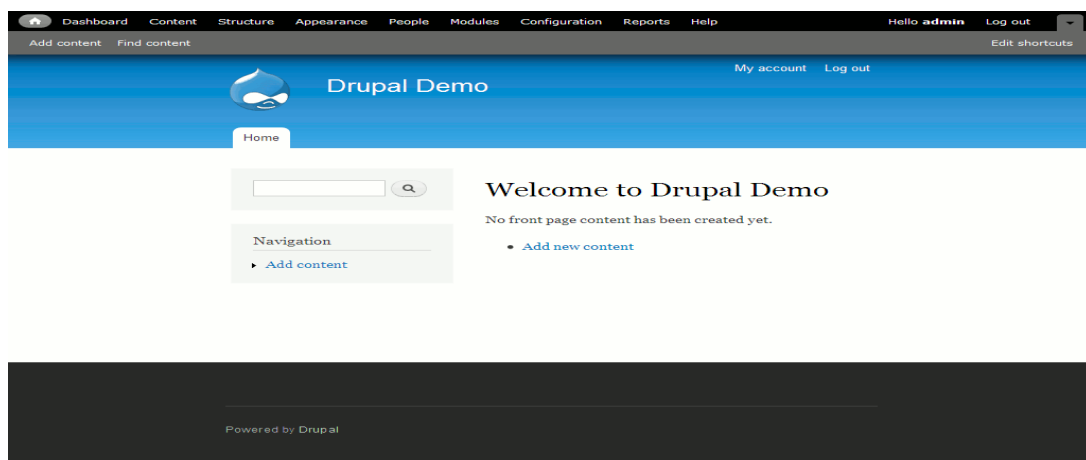 Dashboard Content Structure Appearance People Modules Configuration Reports Help Hello admin Log out
Add content Find content Edit shortcuts
My account Log out
Drupal Demo
Home
Welcome to Drupal Demo
No front page content has been created yet.
Add new content
Navigation
Add content
Powered by Drupal